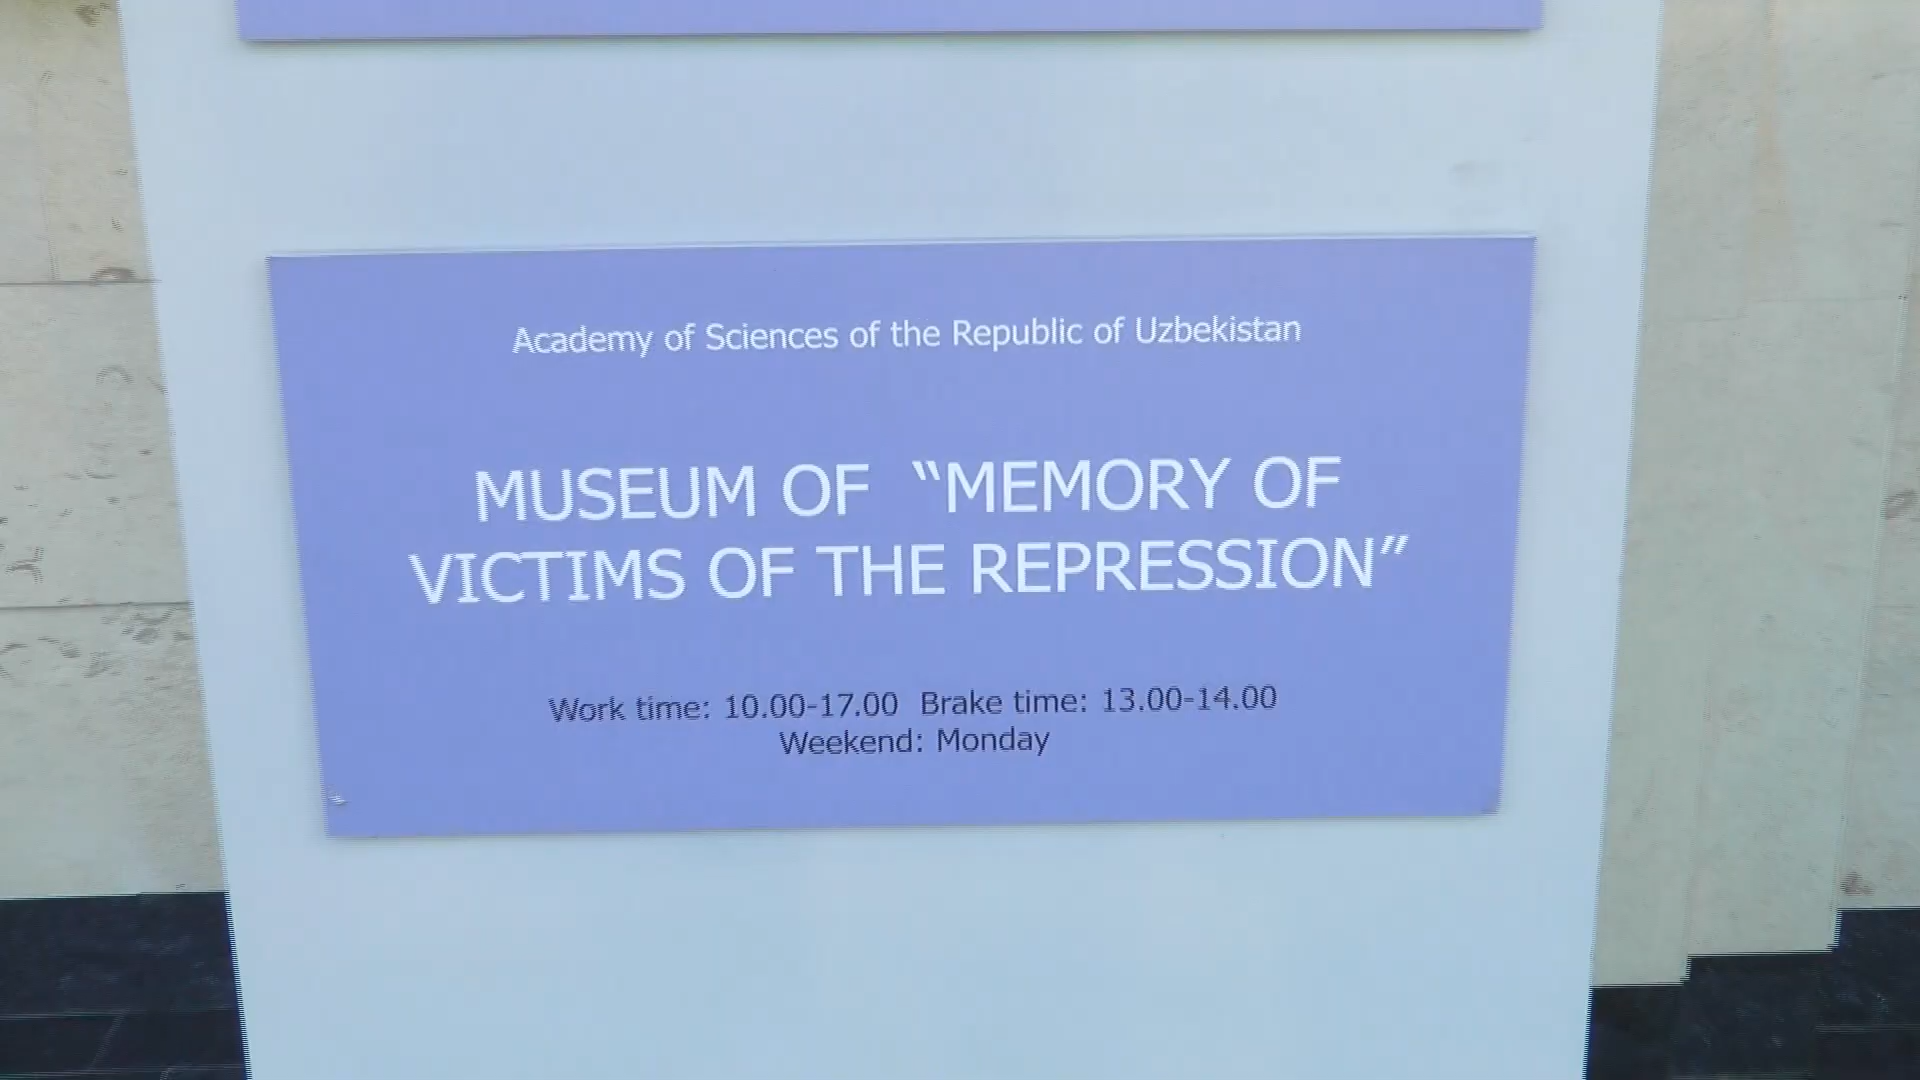 Academy of Sciences of the Republic of Uzbekistan
MUSEUM OF “MEMORY OF
VICTIMS OF THE REPRESSION”
Work time: 10.00-17.00 Brake time: 13.00-14.00
Weekend: Monday